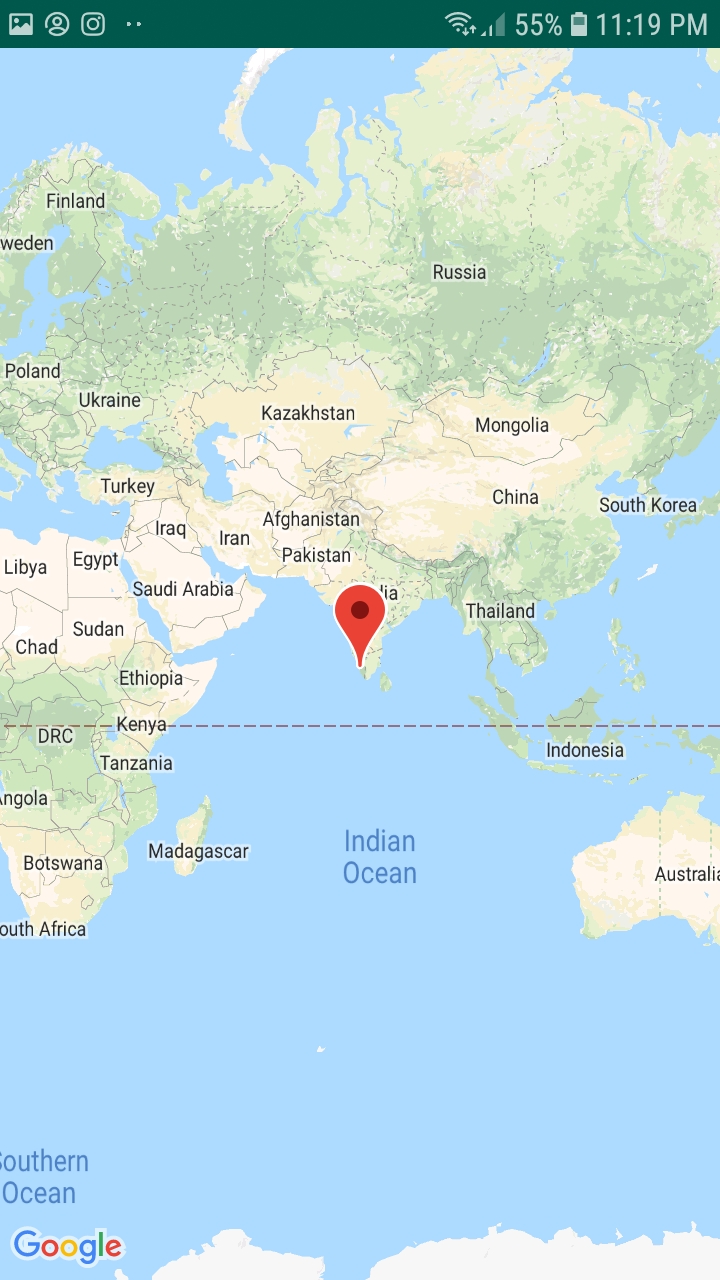 55% 11:19 PM
Finland
weden
Russia
Poland
Ukraine
Kazakhstan
Mongolia
Turkey
China
South Korea
Iraq
Afghanistan
Iran
Pakistan
Egypt
Libya
Saudi Arabia
dia
Thailand
Sudan
Chad
Ethiopia
Kenya
DRC
Indonesia
Tanzania
Angola
Indian
Ocean
Madagascar
Botswana
Australia
outh Africa
Southern
Ocean
Google